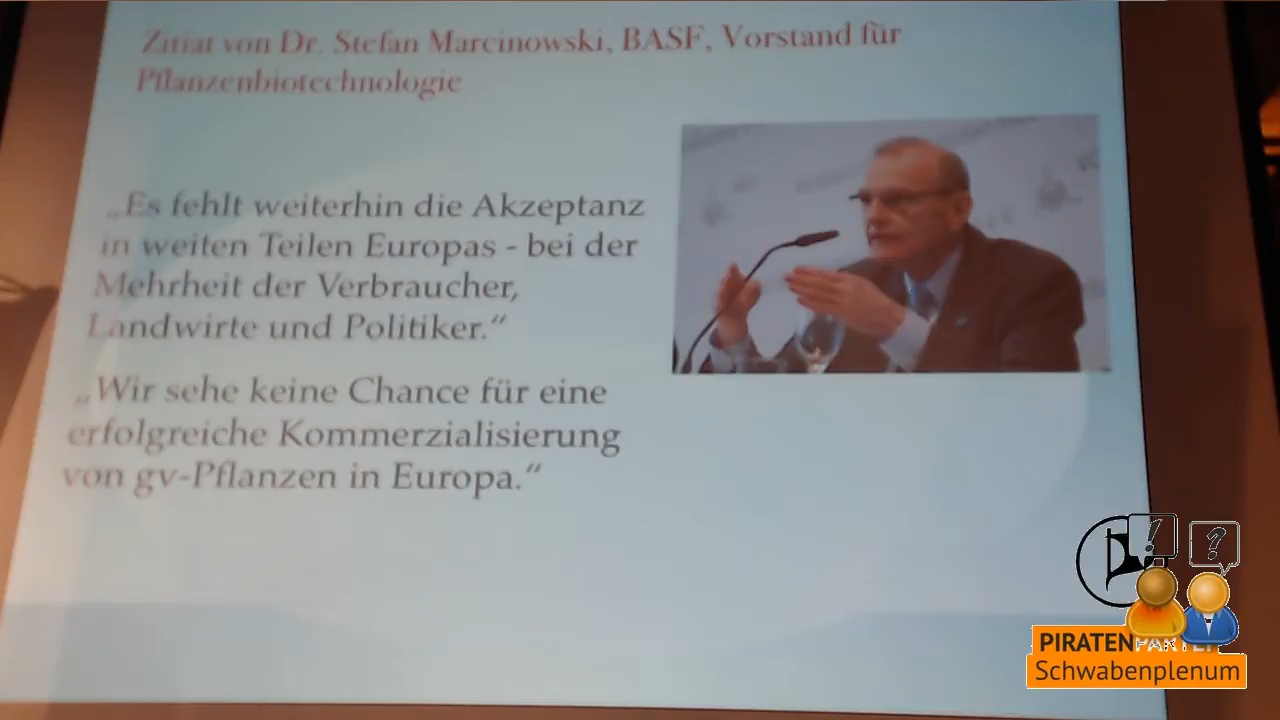 Zitat von Dr. Stefan Marcinowski, BASF, Vorstand für
Pflanzenbiotechnologie
„Es fehlt weiterhin die Akzeptanz
in weiten Teilen Europas - bei der
Mehrheit der Verbraucher,
Landwirte und Politiker.“
„Wir sehe keine Chance für eine
erfolgreiche Kommerzialisierung
von gv-Pflanzen in Europa.“
! ?
PIRATENPARTEI
Schwabenplenum